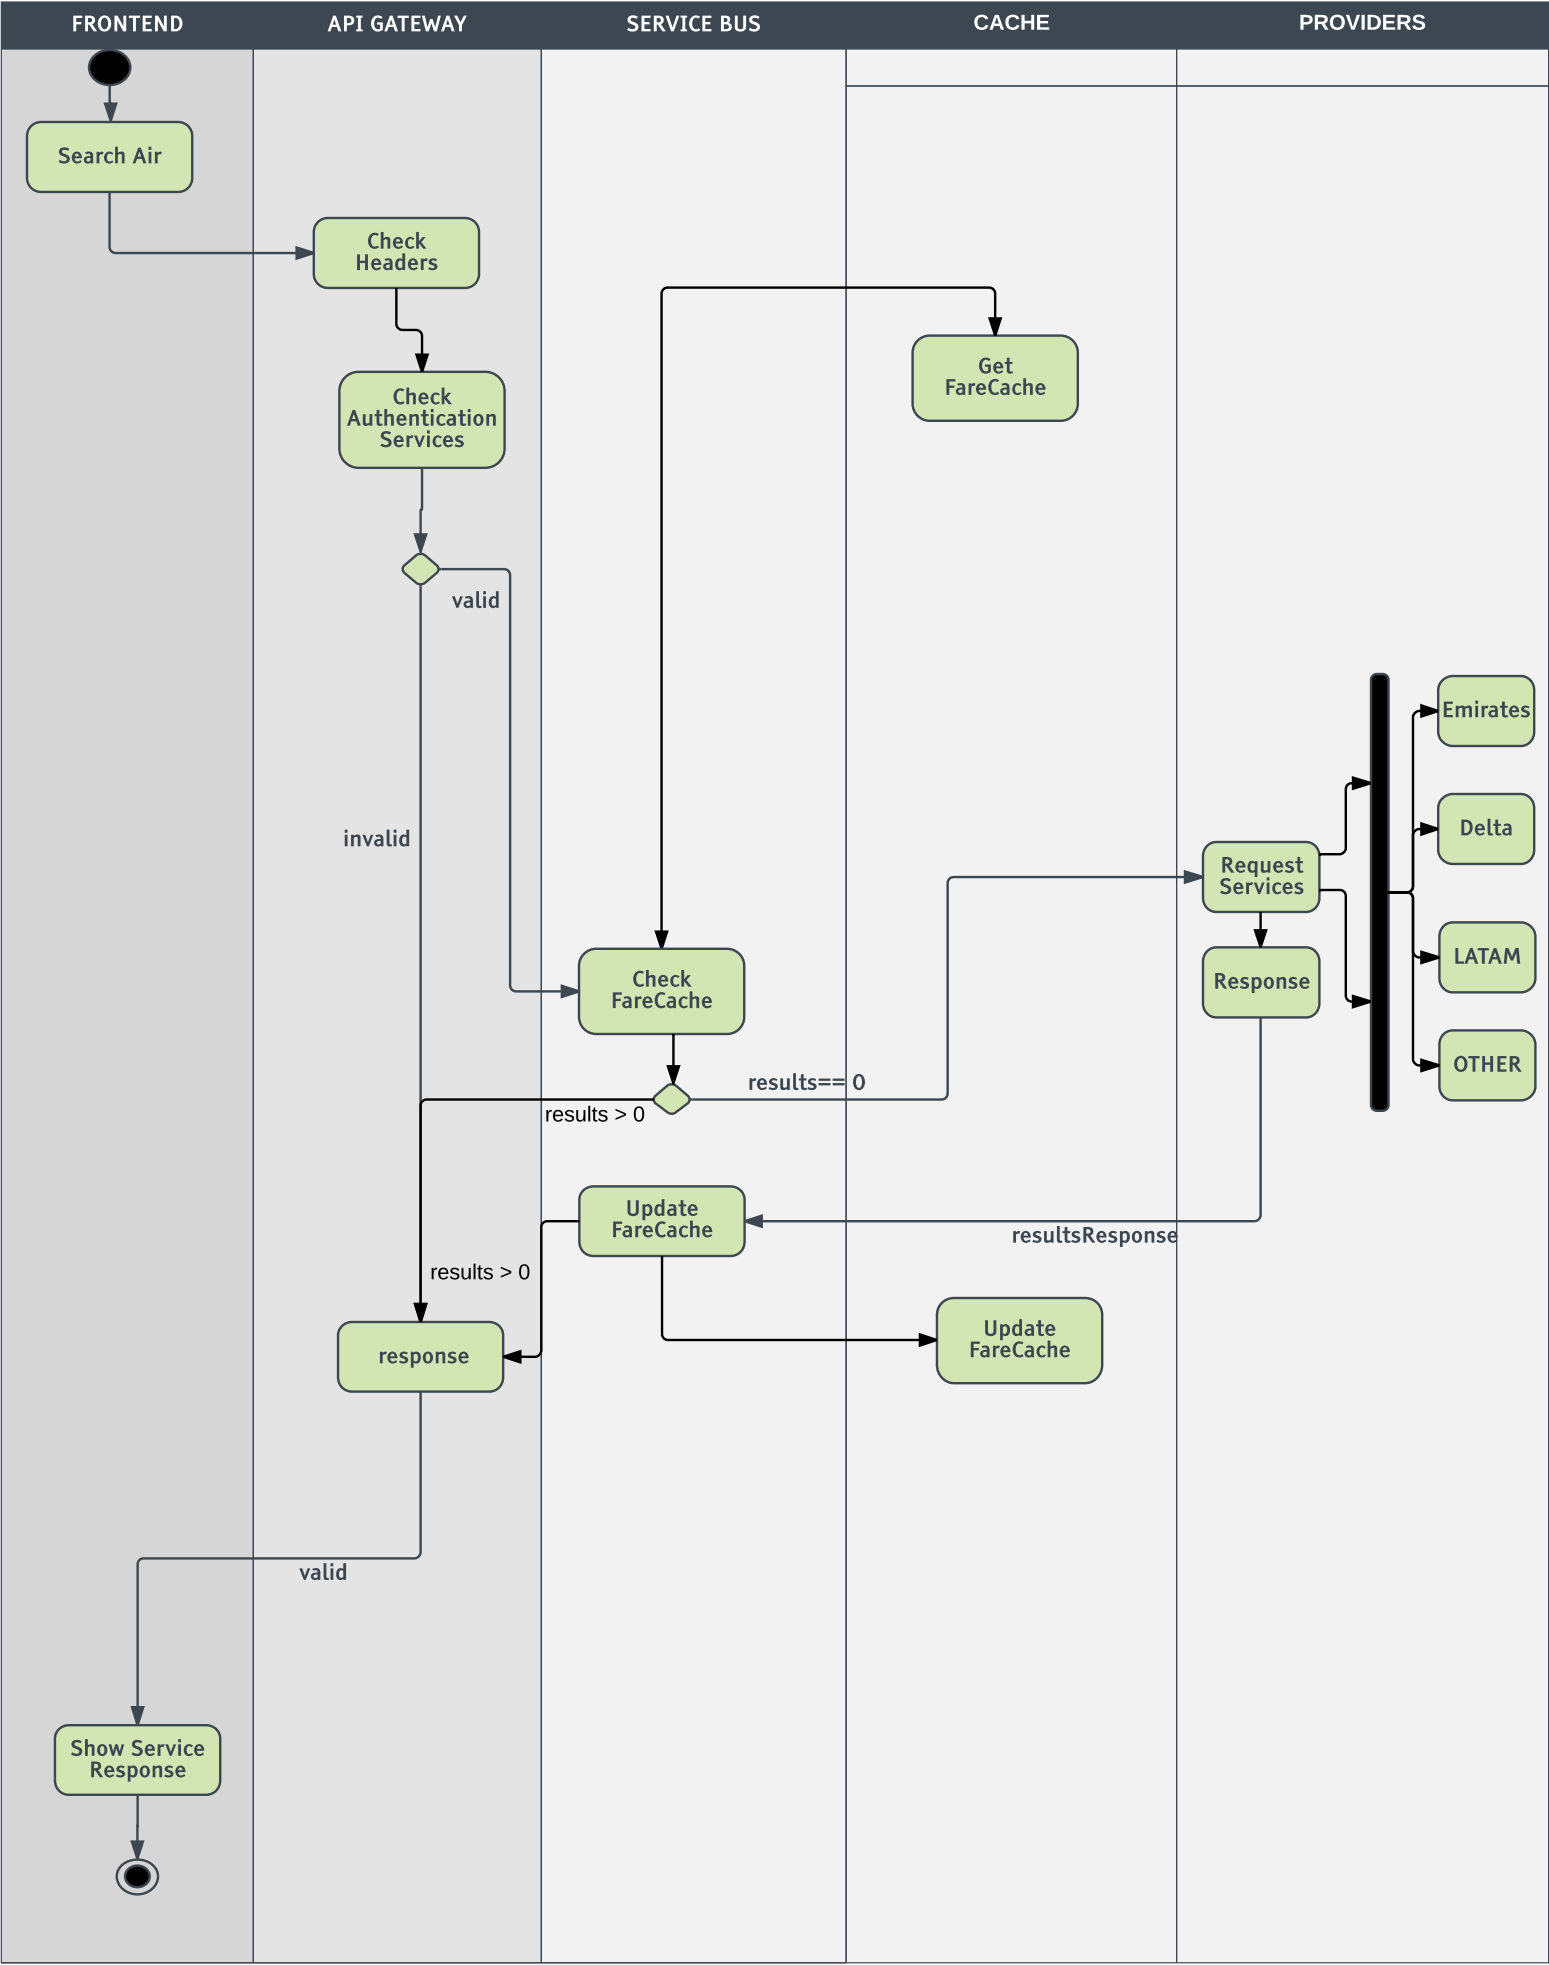 FRONTEND
API GATEWAY
SERVICE BUS
CACHE
PROVIDERS
Search Air
Check
Headers
Get
FareCache
Check
Authentication
Services
valid
Emirates
Delta
invalid
Request
Services
LATAM
Check
FareCache
Response
OTHER
results== 0
results > 0
Update
FareCache
resultsResponse
results > 0
Update
FareCache
response
valid
Show Service
Response